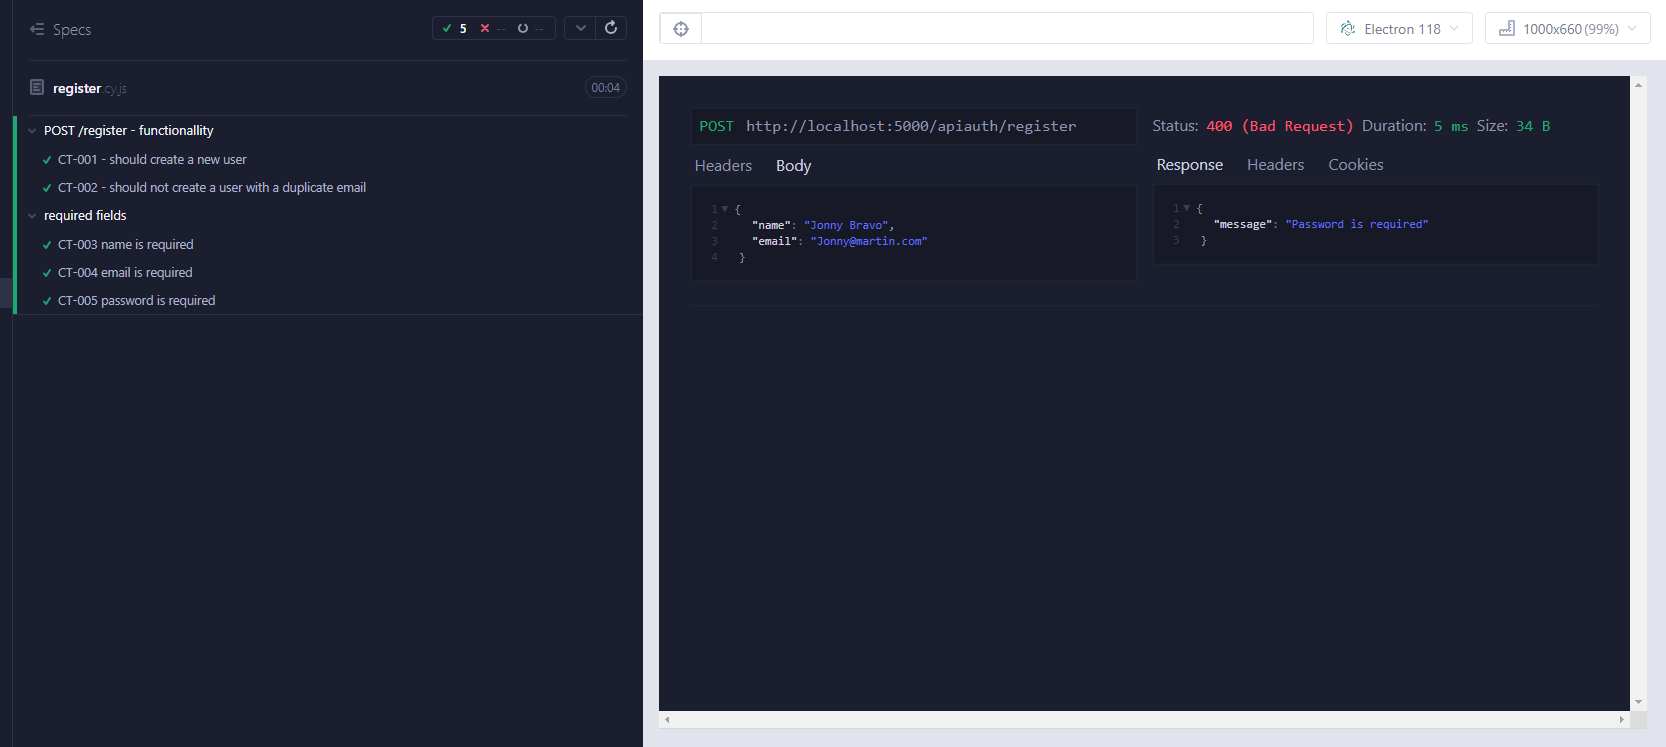 Specs
5 -- --
register.cy.js
00:04
POST /register - functionallity
CT-001 - should create a new user
CT-002 - should not create a user with a duplicate email
required fields
CT-003 name is required
CT-004 email is required
CT-005 password is required
Electron 118
1000x660 (99%)
POST http://localhost:5000/apiauth/register
Headers Body
1 {
2 "name": "Jonny Bravo",
3 "email": "Jonny@martin.com"
4 }
Status: 400 (Bad Request) Duration: 5 ms Size: 34 B
Response Headers Cookies
1 {
2 "message": "Password is required"
3 }